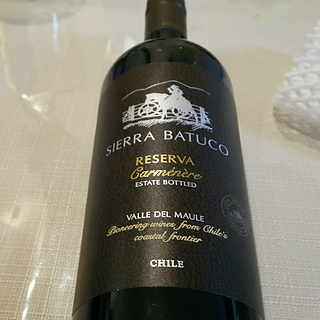 SIERRA BATUCO
RESERVA
Carménère
ESTATE BOTTLED
VALLE DEL MAULE
Pioneering wines, from Chile's
coastal frontier
CHILE